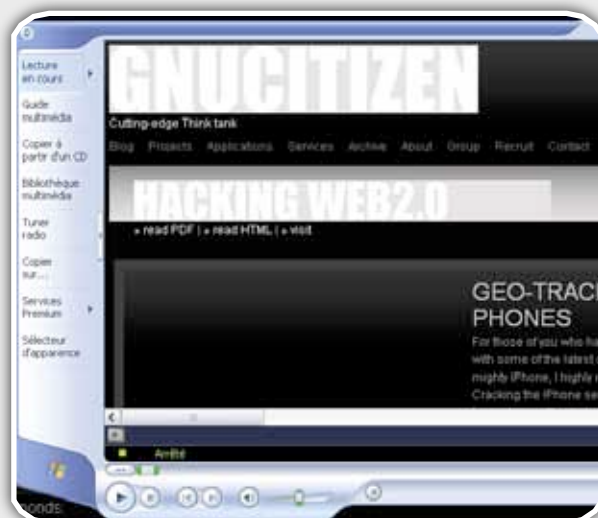 Lecture
en cours
Guide
multimédia
Copier à
partir d'un CD
Bibliothèque
multimédia
Tuner
radio
Copier
sur...
Services
Premium
Sélecteur
d'apparence
GNUCITIZEN
Cutting-edge Think tank
Blog Projects Applications Services Archive About Group Recruit Contact
HACKING WEB2.0
» read PDF | » read HTML | » visit
GEO-TRACI
PHONES
For those of you who ha
with some of the latest
mighty iPhone, I highly
Cracking the iPhone se
Arrêté
onds.